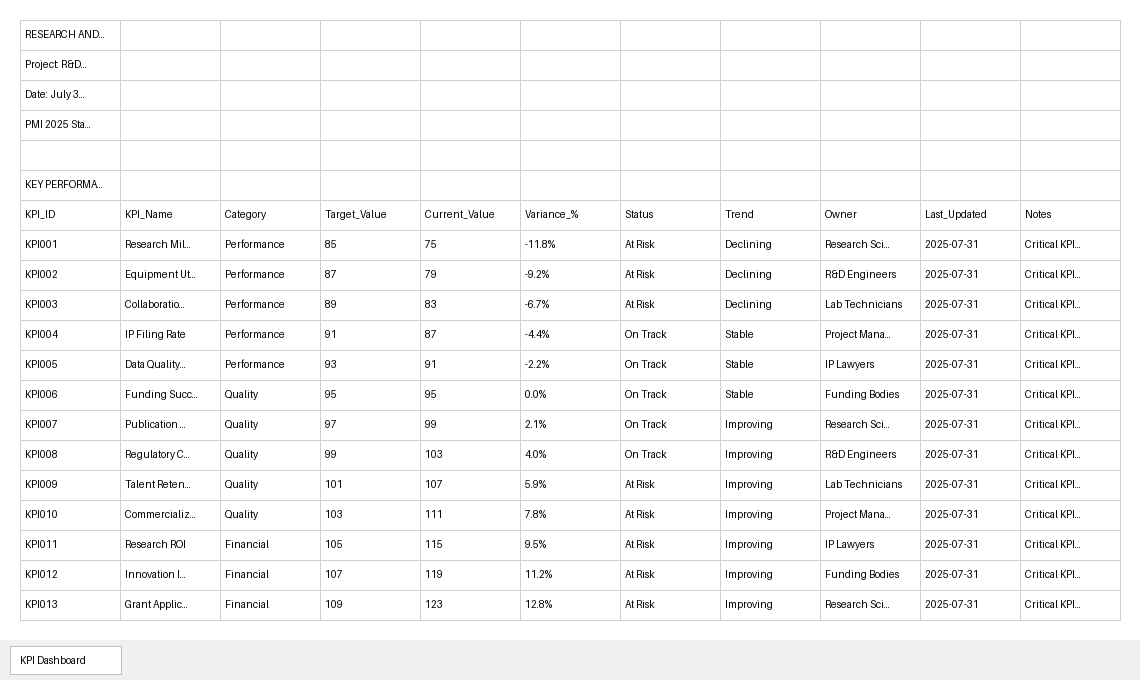 RESEARCH AND...
Project: R&D...
Date: July 3...
PMI 2025 Sta...
KEY PERFORMA...
KPI_ID KPI_Name Category Target_Value Current_Value Variance_% Status Trend Owner Last_Updated Notes
KPI001 Research Mil... Performance 85 75 -11.8% At Risk Declining Research Sci... 2025-07-31 Critical KPI...
KPI002 Equipment Ut... Performance 87 79 -9.2% At Risk Declining R&D Engineers 2025-07-31 Critical KPI...
KPI003 Collaboratio... Performance 89 83 -6.7% At Risk Declining Lab Technicians 2025-07-31 Critical KPI...
KPI004 IP Filing Rate Performance 91 87 -4.4% On Track Stable Project Mana... 2025-07-31 Critical KPI...
KPI005 Data Quality... Performance 93 91 -2.2% On Track Stable IP Lawyers 2025-07-31 Critical KPI...
KPI006 Funding Succ... Quality 95 95 0.0% On Track Stable Funding Bodies 2025-07-31 Critical KPI...
KPI007 Publication ... Quality 97 99 2.1% On Track Improving Research Sci... 2025-07-31 Critical KPI...
KPI008 Regulatory C... Quality 99 103 4.0% On Track Improving R&D Engineers 2025-07-31 Critical KPI...
KPI009 Talent Reten... Quality 101 107 5.9% At Risk Improving Lab Technicians 2025-07-31 Critical KPI...
KPI010 Commercializ... Quality 103 111 7.8% At Risk Improving Project Mana... 2025-07-31 Critical KPI...
KPI011 Research ROI Financial 105 115 9.5% At Risk Improving IP Lawyers 2025-07-31 Critical KPI...
KPI012 Innovation I... Financial 107 119 11.2% At Risk Improving Funding Bodies 2025-07-31 Critical KPI...
KPI013 Grant Applic... Financial 109 123 12.8% At Risk Improving Research Sci... 2025-07-31 Critical KPI...
KPI Dashboard